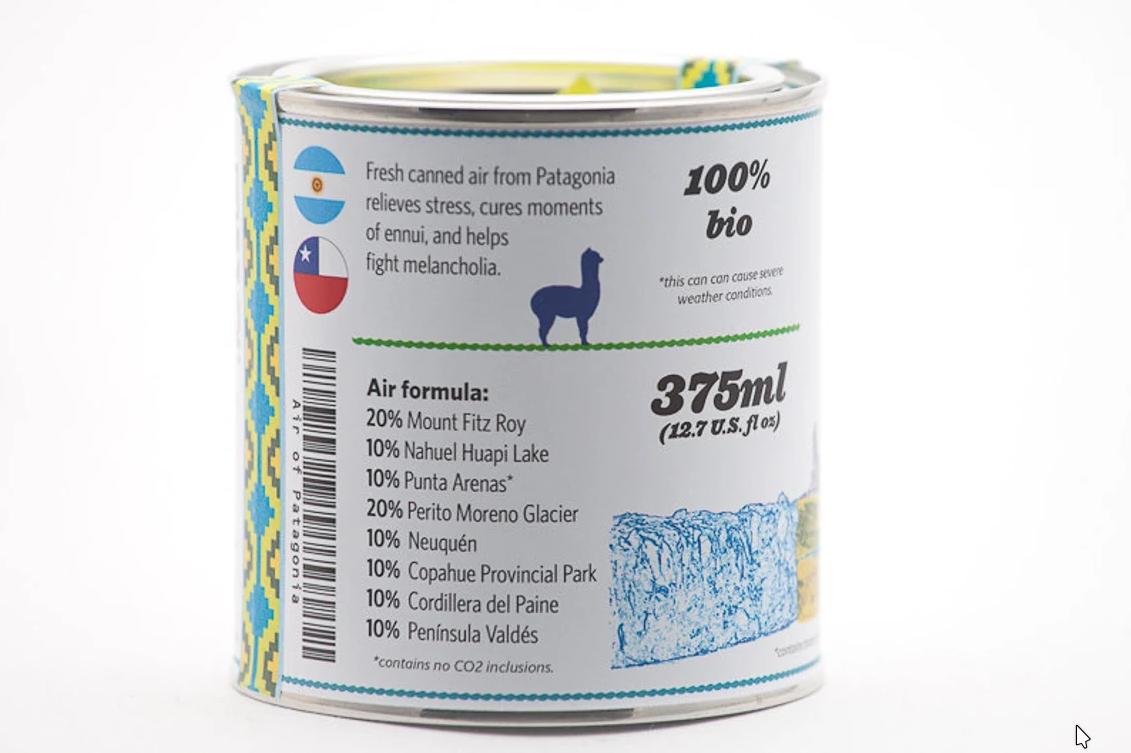 Fresh canned air from Patagonia
relieves stress, cures moments
of ennui, and helps
fight melancholia.
100%
bio
*this can can cause severe
weather conditions.
Air formula:
20% Mount Fitz Roy
10% Nahuel Huapi Lake
10% Punta Arenas*
20% Perito Moreno Glacier
10% Neuquén
10% Copahue Provincial Park
10% Cordillera del Paine
10% Península Valdés
*contains no CO2 inclusions.
375ml
(12.7 U.S. fl oz)
Air of Patagonia